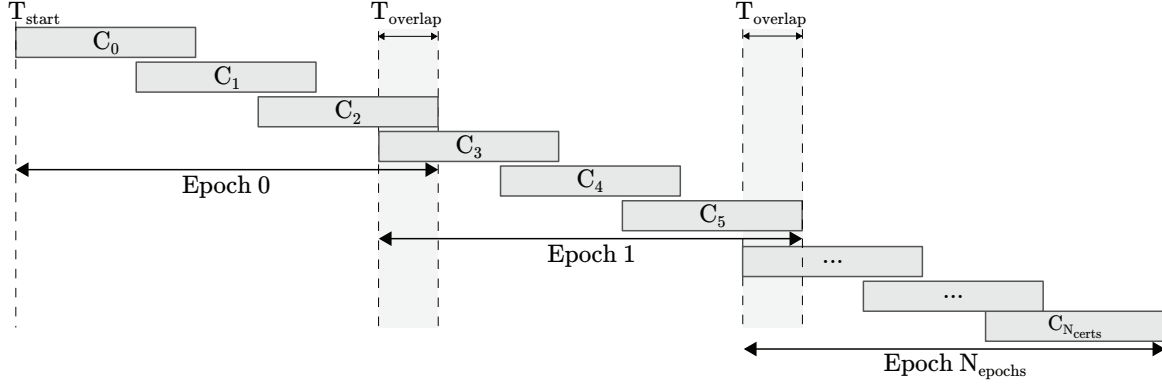 T_start
T_overlap
T_overlap
C_0
C_1
C_2
C_3
Epoch 0
C_4
C_5
Epoch 1
...
...
C_N_certs
Epoch N_epochs